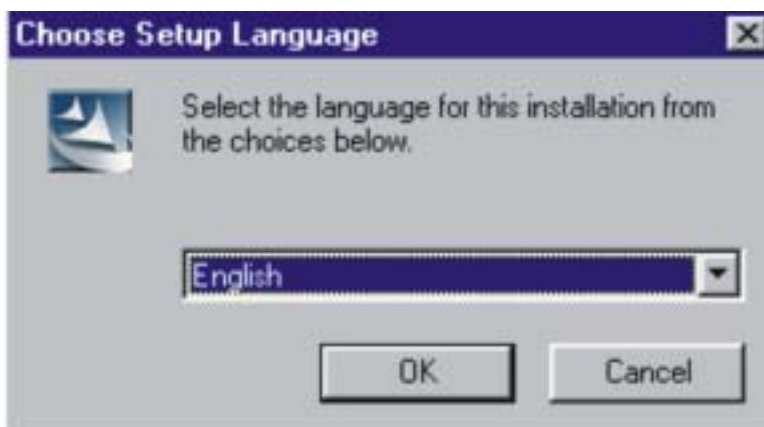 Choose Setup Language
Select the language for this installation from
the choices below.
English
OK
Cancel